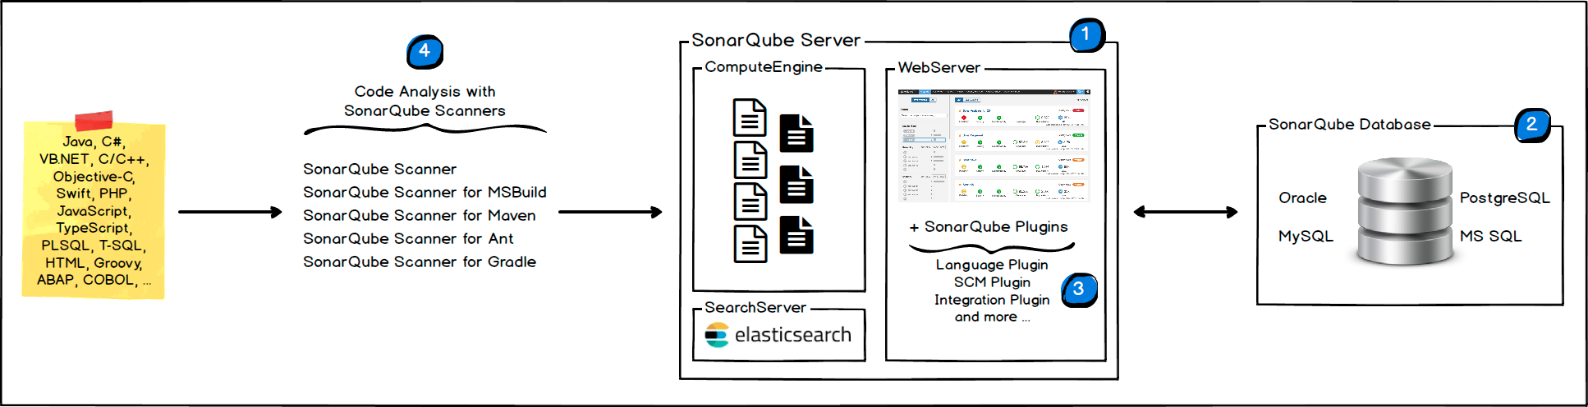 Java, C#,
VB.NET, C/C++,
Objective-C,
Swift, PHP,
JavaScript,
TypeScript,
PLSQL, T-SQL,
HTML, Groovy,
ABAP, COBOL, ...
4
Code Analysis with
SonarQube Scanners
SonarQube Scanner
SonarQube Scanner for MSBuild
SonarQube Scanner for Maven
SonarQube Scanner for Ant
SonarQube Scanner for Gradle
1
SonarQube Server
ComputeEngine
SearchServer
elasticsearch
WebServer
+ SonarQube Plugins
Language Plugin
SCM Plugin
Integration Plugin
and more ...
3
2
SonarQube Database
Oracle
MySQL
PostgreSQL
MS SQL